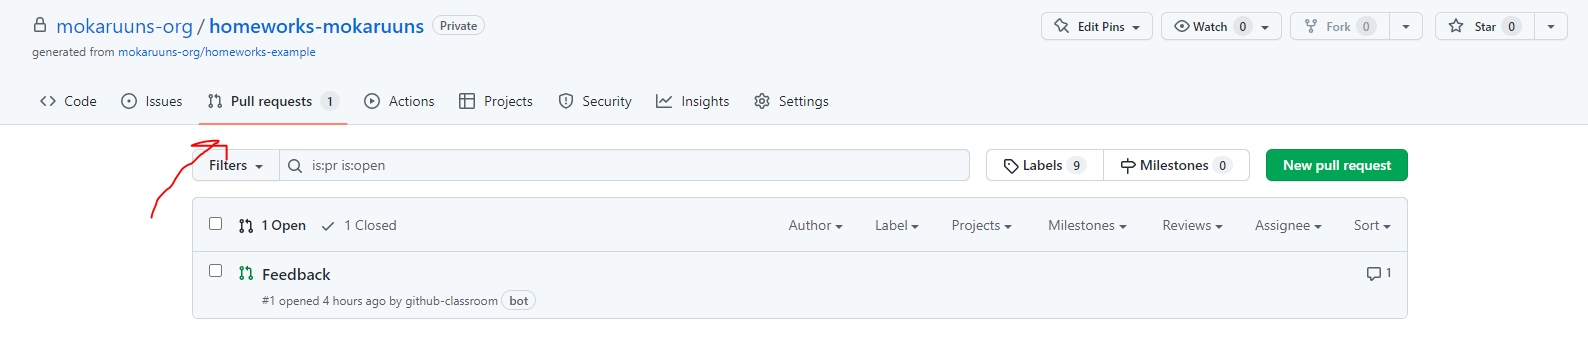 mokaruuns-org / homeworks-mokaruuns Private
Edit Pins Watch 0 Fork 0 Star 0
generated from mokaruuns-org/homeworks-example
Code Issues Pull requests 1 Actions Projects Security Insights Settings
Filters is:pr is:open Labels 9 Milestones 0 New pull request
1 Open 1 Closed Author Label Projects Milestones Reviews Assignee Sort
Feedback 1
#1 opened 4 hours ago by github-classroom bot